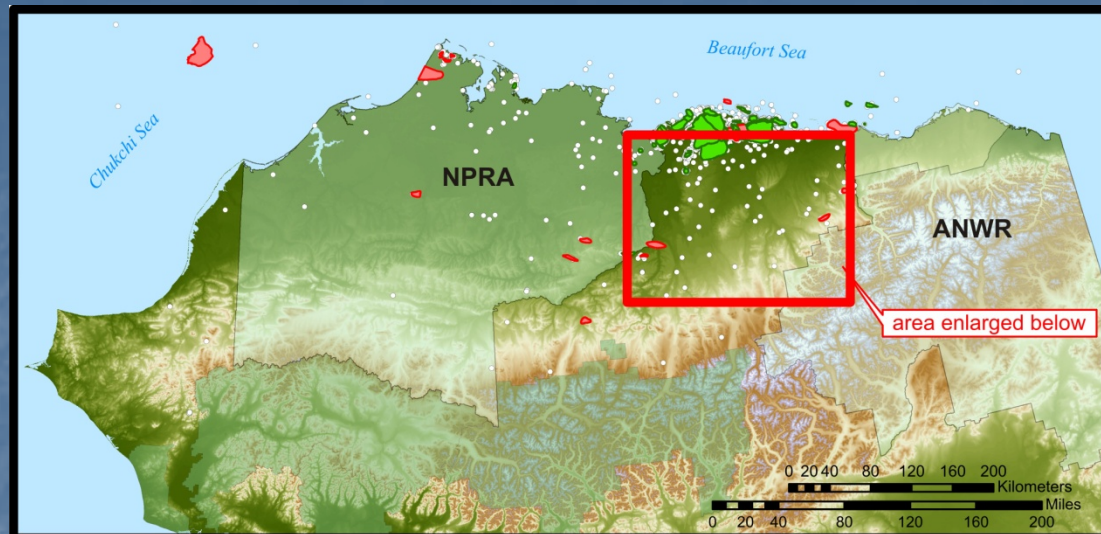 Beaufort Sea
Chukchi Sea
NPRA
ANWR
area enlarged below
0 20 40 80 120 160 200
Kilometers
Miles
0 40 80 120 160 200